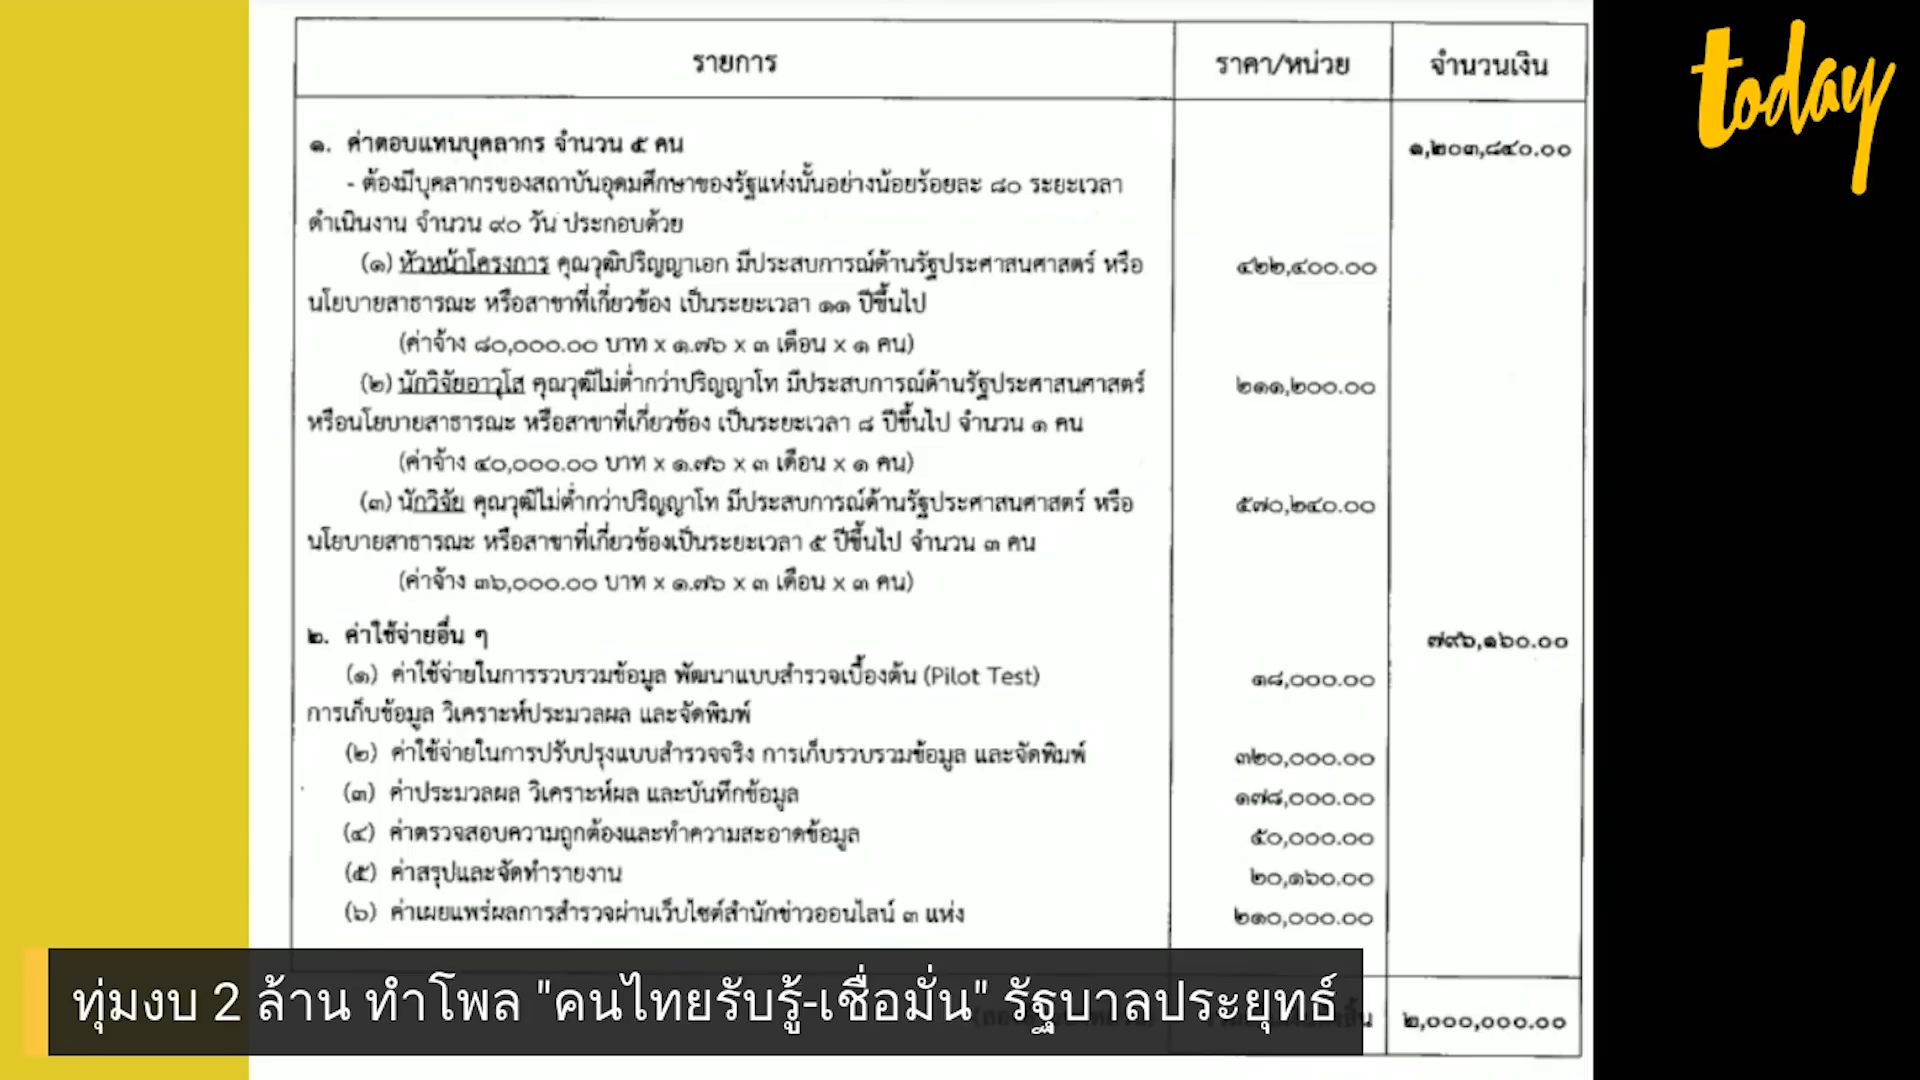 today
รายการ ราคา/หน่วย จำนวนเงิน
๑. ค่าตอบแทนบุคลากร จำนวน ๕ คน ๑,๒๐๓,๘๔๐.๐๐
- ต้องมีบุคลากรของสถาบันอุดมศึกษาของรัฐแห่งนั้นอย่างน้อยร้อยละ ๘๐ ระยะเวลา
ดำเนินงาน จำนวน ๙๐ วัน ประกอบด้วย
(๑) หัวหน้าโครงการ คุณวุฒิปริญญาเอก มีประสบการณ์ด้านรัฐประศาสนศาสตร์ หรือ ๔๒๒,๔๐๐.๐๐
นโยบายสาธารณะ หรือสาขาที่เกี่ยวข้อง เป็นระยะเวลา ๑๑ ปีขึ้นไป
(ค่าจ้าง ๘๐,๐๐๐.๐๐ บาท x ๑.๗๖ x ๓ เดือน x ๑ คน)
(๒) นักวิจัยอาวุโส คุณวุฒิไม่ต่ำกว่าปริญญาโท มีประสบการณ์ด้านรัฐประศาสนศาสตร์ ๒๑๑,๒๐๐.๐๐
หรือนโยบายสาธารณะ หรือสาขาที่เกี่ยวข้อง เป็นระยะเวลา ๘ ปีขึ้นไป จำนวน ๑ คน
(ค่าจ้าง ๔๐,๐๐๐.๐๐ บาท x ๑.๗๖ x ๓ เดือน x ๑ คน)
(๓) นักวิจัย คุณวุฒิไม่ต่ำกว่าปริญญาโท มีประสบการณ์ด้านรัฐประศาสนศาสตร์ หรือ ๕๗๐,๒๔๐.๐๐
นโยบายสาธารณะ หรือสาขาที่เกี่ยวข้องเป็นระยะเวลา ๕ ปีขึ้นไป จำนวน ๓ คน
(ค่าจ้าง ๓๖,๐๐๐.๐๐ บาท x ๑.๗๖ x ๓ เดือน x ๓ คน)
๒. ค่าใช้จ่ายอื่น ๆ ๗๙๖,๑๖๐.๐๐
(๑) ค่าใช้จ่ายในการรวบรวมข้อมูล พัฒนาแบบสำรวจเบื้องต้น (Pilot Test) ๑๘,๐๐๐.๐๐
การเก็บข้อมูล วิเคราะห์ประมวลผล และจัดพิมพ์
(๒) ค่าใช้จ่ายในการปรับปรุงแบบสำรวจจริง การเก็บรวบรวมข้อมูล และจัดพิมพ์ ๓๒๐,๐๐๐.๐๐
(๓) ค่าประมวลผล วิเคราะห์ผล และบันทึกข้อมูล ๑๗๘,๐๐๐.๐๐
(๔) ค่าตรวจสอบความถูกต้องและทำความสะอาดข้อมูล ๕๐,๐๐๐.๐๐
(๕) ค่าสรุปและจัดทำรายงาน ๒๐,๑๖๐.๐๐
(๖) ค่าเผยแพร่ผลการสำรวจผ่านเว็บไซต์สำนักข่าวออนไลน์ ๓ แห่ง ๒๑๐,๐๐๐.๐๐
ทุ่มงบ 2 ล้าน ทำโพล "คนไทยรับรู้-เชื่อมั่น" รัฐบาลประยุทธ์
๒,๐๐๐,๐๐๐.๐๐